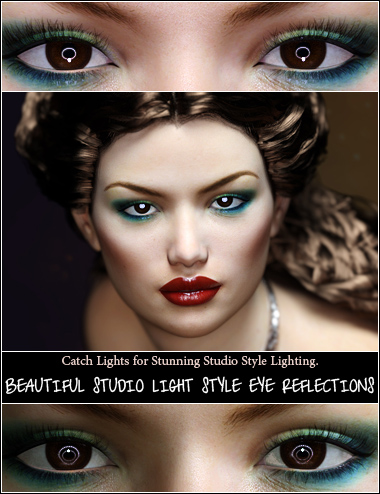 Catch Lights for Stunning Studio Style Lighting.
BEAUTIFUL STUDIO LIGHT STYLE EYE REFLECTIONS